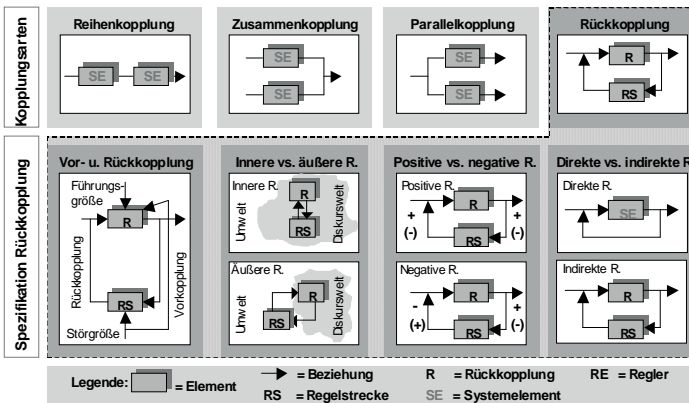 Kopplungsarten
Reihenkopplung
SE SE
Zusammenkopplung
SE
SE
Parallelkopplung
SE
SE
Rückkopplung
R
RS
Spezifikation Rückkopplung
Vor- u. Rückkopplung
Führungs-
größe
R
Rückkopplung
Vorkopplung
RS
Störgröße
Innere vs. äußere R.
Innere R.
Umwelt
R
RS
Diskurswelt
Äußere R.
Umwelt
R
RS
Diskurswelt
Positive vs. negative R.
Positive R.
+
(-)
R
RS
+
(-)
Negative R.
-
(+)
R
RS
+
(-)
Direkte vs. indirekte R.
Direkte R.
SE
Indirekte R.
R
RS
Legende: = Element
= Beziehung
RS = Regelstrecke
R = Rückkopplung
SE = Systemelement
RE = Regler